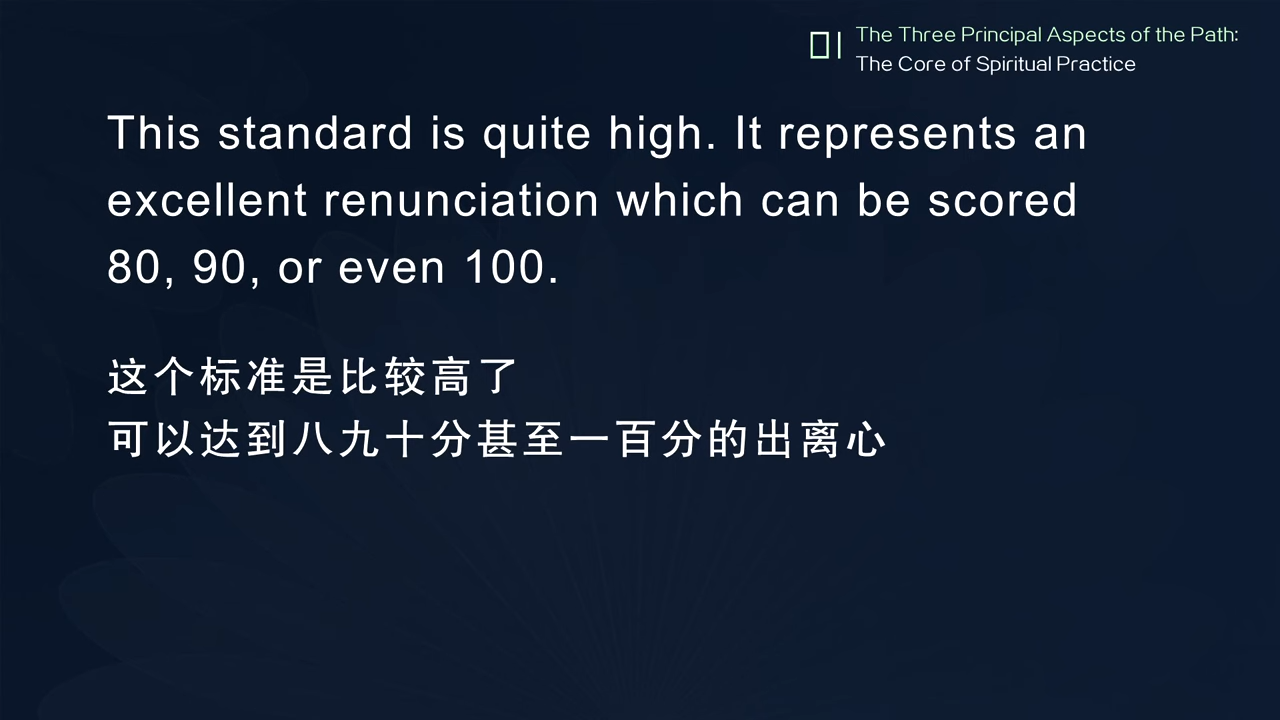 The Three Principal Aspects of the Path:
The Core of Spiritual Practice
This standard is quite high. It represents an
excellent renunciation which can be scored
80, 90, or even 100.
这个标准是比较高了
可以达到八九十分甚至一百分的出离心